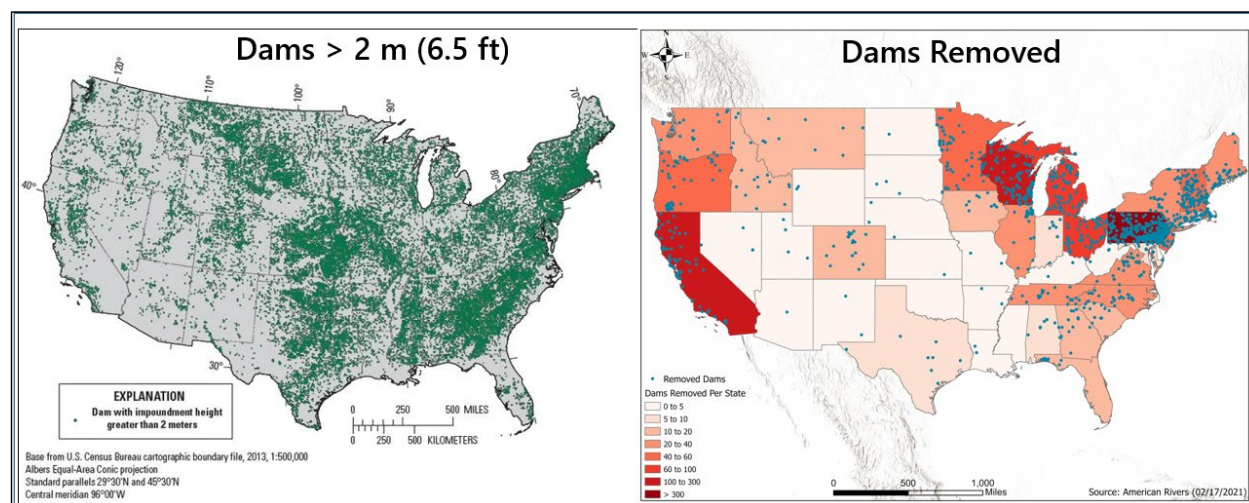 Dams > 2 m (6.5 ft)
120°
110°
100°
90°
80°
70°
40°
30°
EXPLANATION
Dam with impoundment height
greater than 2 meters
0 250 500 MILES
0 250 500 KILOMETERS
Base from U.S. Census Bureau cartographic boundary file, 2013, 1:500,000
Albers Equal-Area Conic projection
Standard parallels 29°30'N and 45°30'N
Central meridian 96°00'W
Dams Removed
N
W E
S
Removed Dams
Dams Removed Per State
0 to 5
5 to 10
10 to 20
20 to 40
40 to 60
60 to 100
100 to 300
> 300
0 500 1,000
Miles
Source: American Rivers (02/17/2021)